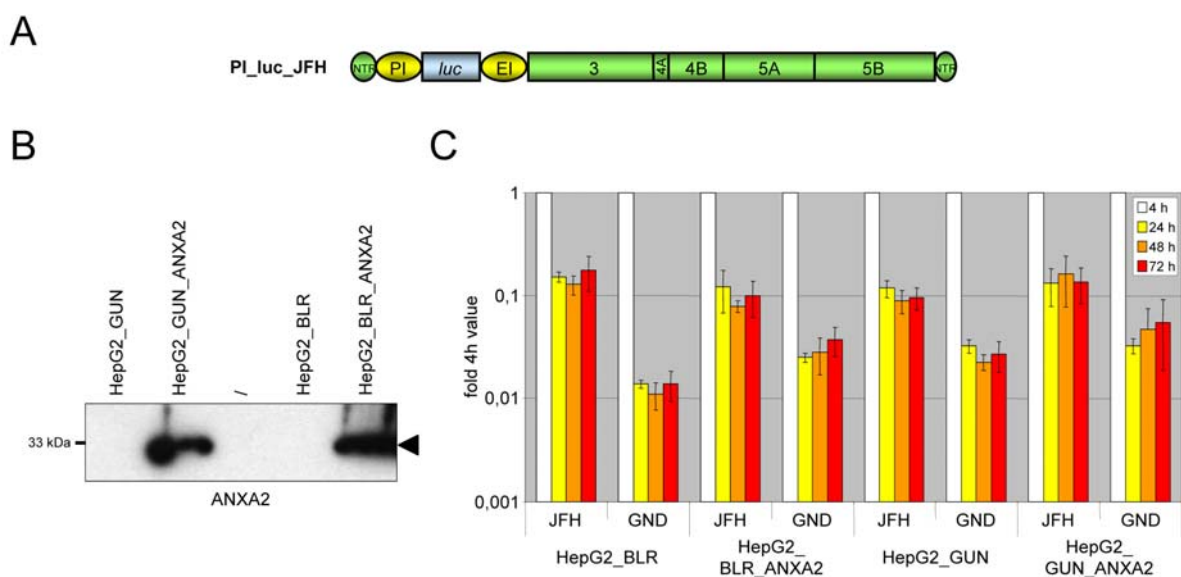 A
PI_luc_JFH
NTR PI luc EI 3 4A 4B 5A 5B NTR
B
HepG2_GUN
HepG2_GUN_ANXA2
/
HepG2_BLR
HepG2_BLR_ANXA2
33 kDa
ANXA2
C
fold 4h value
1
0,1
0,01
0,001
4 h
24 h
48 h
72 h
JFH GND JFH GND JFH GND JFH GND
HepG2_BLR
HepG2_
BLR_ANXA2
HepG2_GUN
HepG2_
GUN_ANXA2